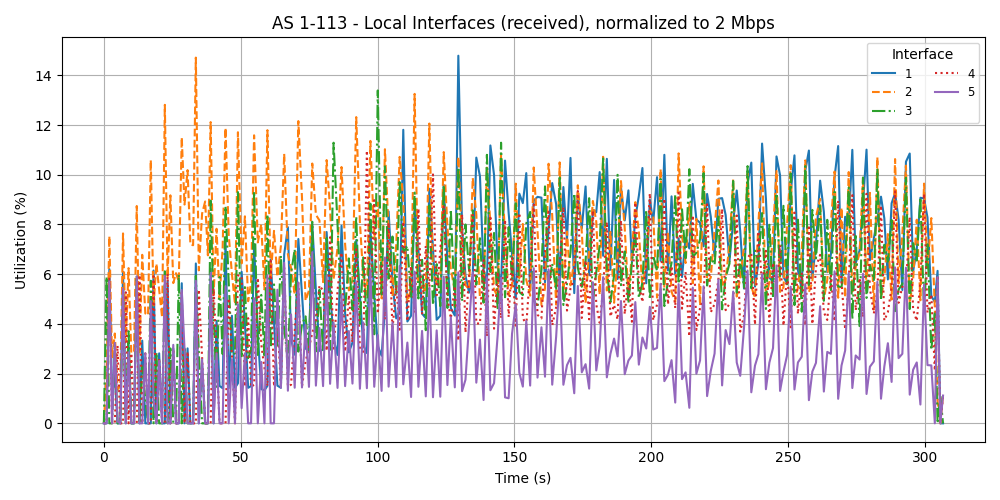 AS 1-113 - Local Interfaces (received), normalized to 2 Mbps
Interface
1
2
3
4
5
Utilization (%)
14
12
10
8
6
4
2
0
0 50 100 150 200 250 300
Time (s)